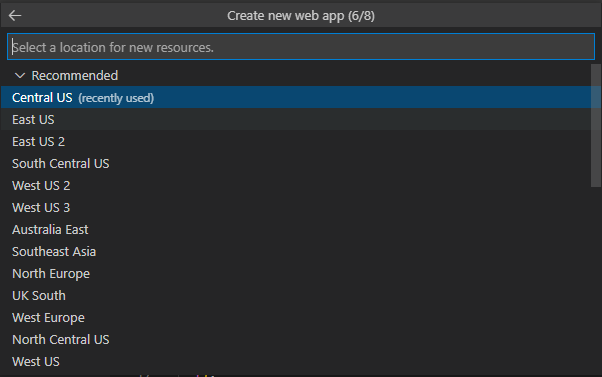 Create new web app (6/8)
Select a location for new resources.
Recommended
Central US (recently used)
East US
East US 2
South Central US
West US 2
West US 3
Australia East
Southeast Asia
North Europe
UK South
West Europe
North Central US
West US